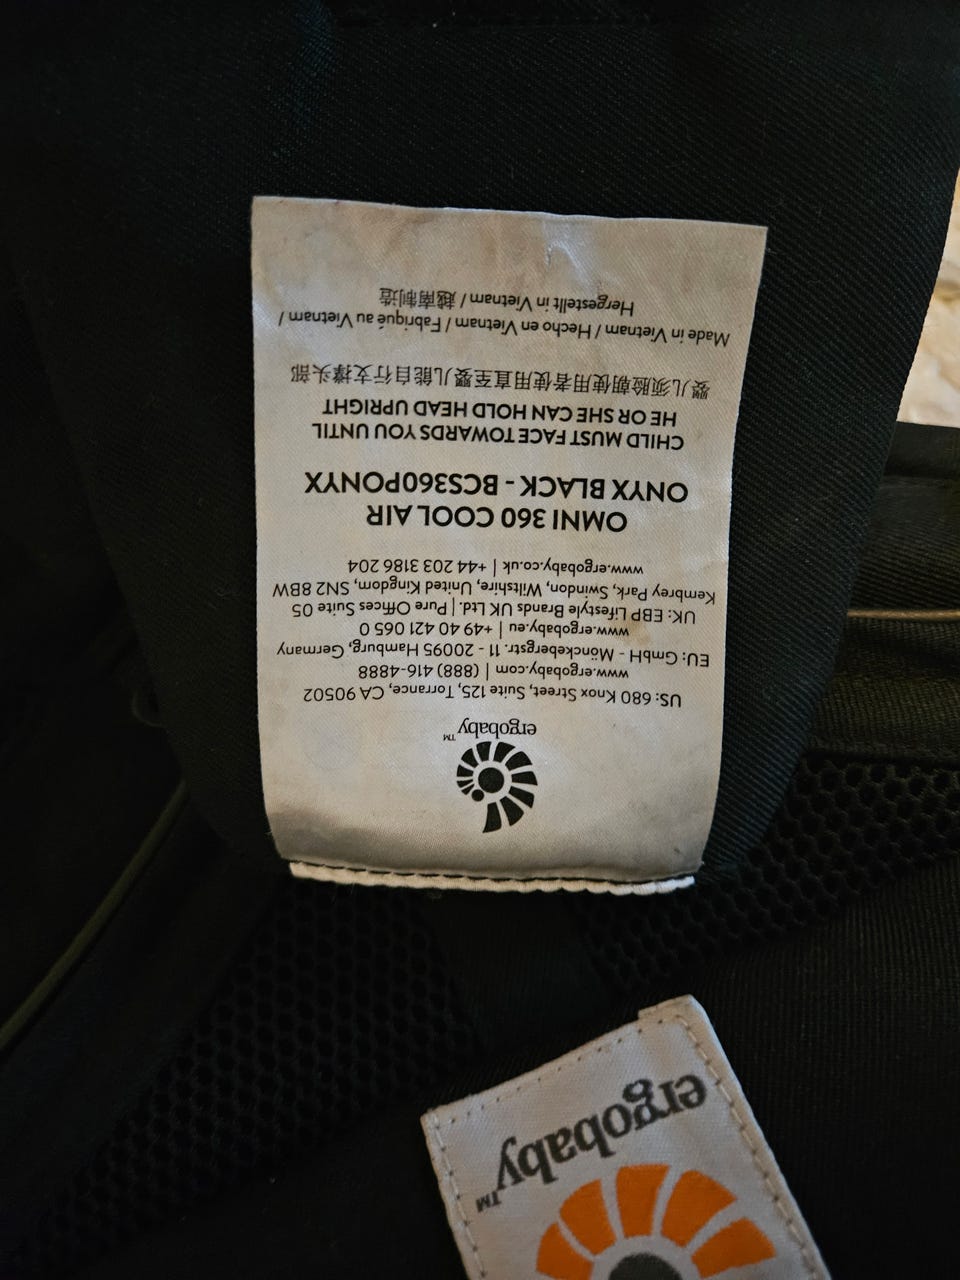 ergobaby™
US: 680 Knox Street, Suite 125, Torrance, CA 90502
www.ergobaby.com | (888) 416-4888
EU: GmbH - Mönckebergstr. 11 - 20095 Hamburg, Germany
www.ergobaby.eu | +49 40 421 065 0
UK: EBP Lifestyle Brands UK Ltd. | Pure Offices Suite 05
Kembrey Park, Swindon, Wiltshire, United Kingdom, SN2 8BW
www.ergobaby.co.uk | +44 203 3186 204
OMNI 360 COOL AIR
ONYX BLACK - BCS360PONYX
CHILD MUST FACE TOWARDS YOU UNTIL
HE OR SHE CAN HOLD HEAD UPRIGHT
婴儿须脸朝使用者使用直至婴儿能自行支撑头部
Made in Vietnam / Hecho en Vietnam / Fabriqué au Vietnam /
Hergestellt in Vietnam / 越南制造
ergobaby™